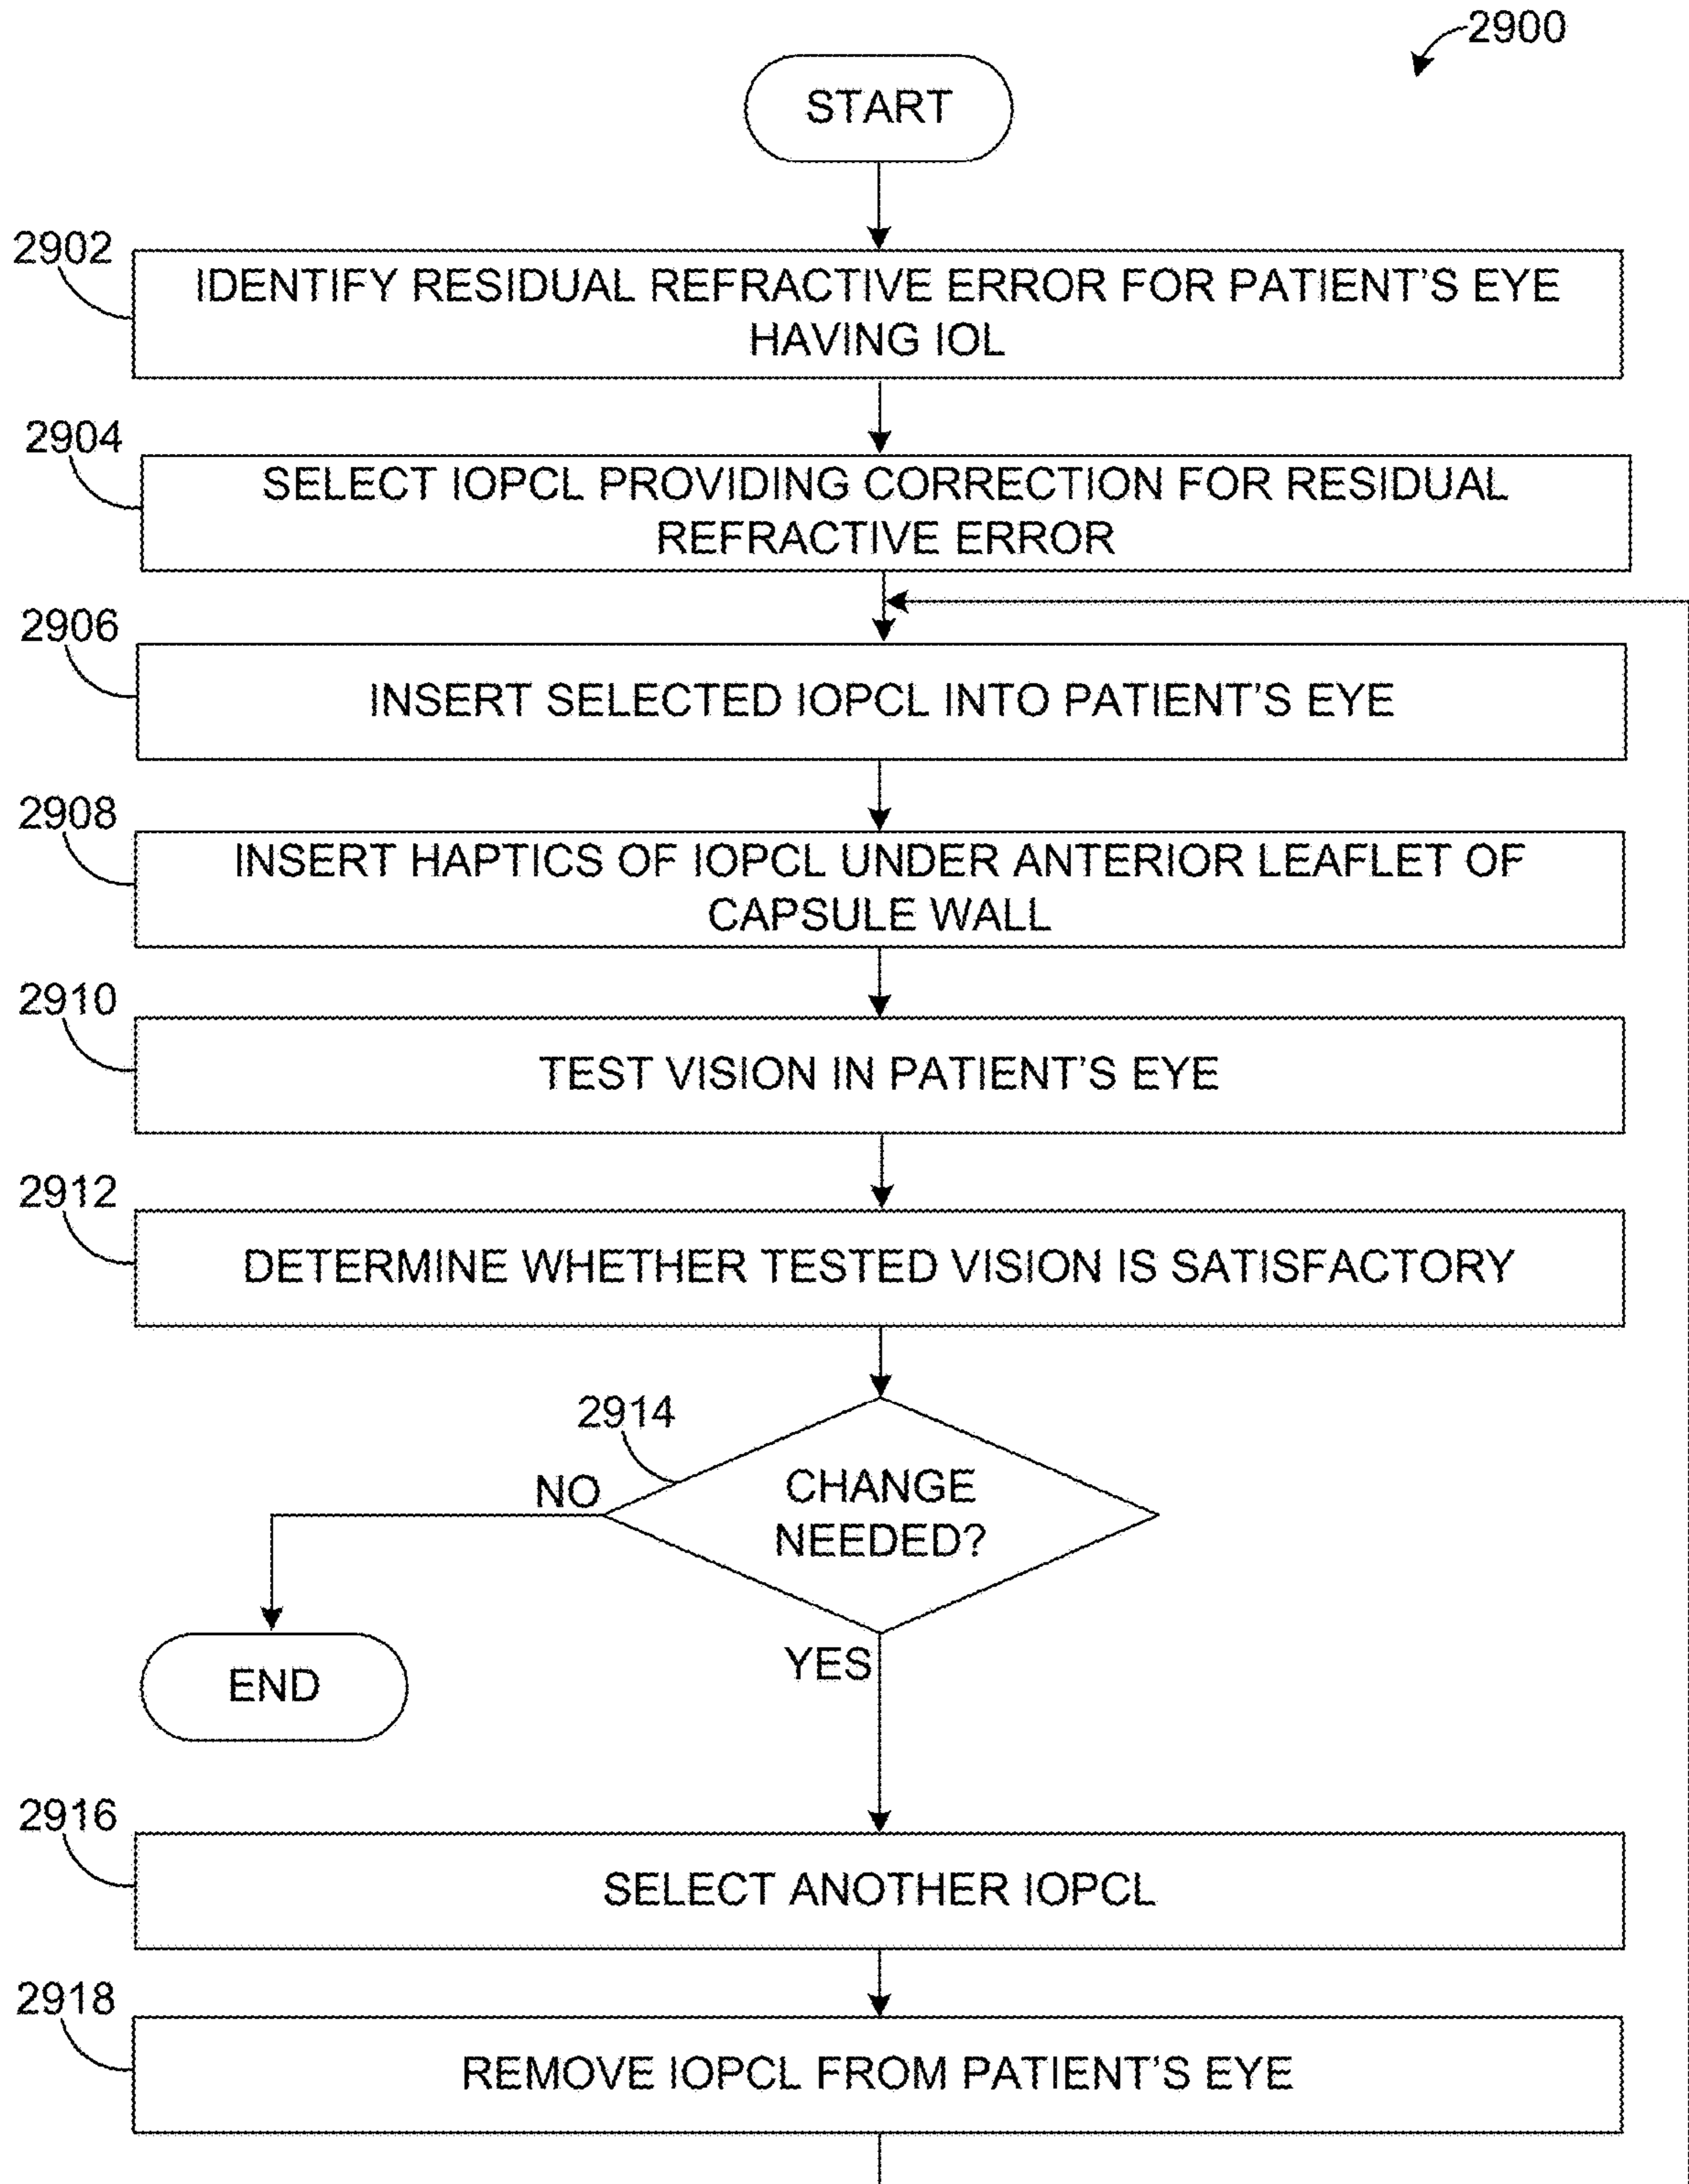 2900
START
2902
IDENTIFY RESIDUAL REFRACTIVE ERROR FOR PATIENT'S EYE
HAVING IOL
2904
SELECT IOPCL PROVIDING CORRECTION FOR RESIDUAL
REFRACTIVE ERROR
2906
INSERT SELECTED IOPCL INTO PATIENT'S EYE
2908
INSERT HAPTICS OF IOPCL UNDER ANTERIOR LEAFLET OF
CAPSULE WALL
2910
TEST VISION IN PATIENT'S EYE
2912
DETERMINE WHETHER TESTED VISION IS SATISFACTORY
2914
CHANGE
NEEDED?
NO
END
YES
2916
SELECT ANOTHER IOPCL
2918
REMOVE IOPCL FROM PATIENT'S EYE